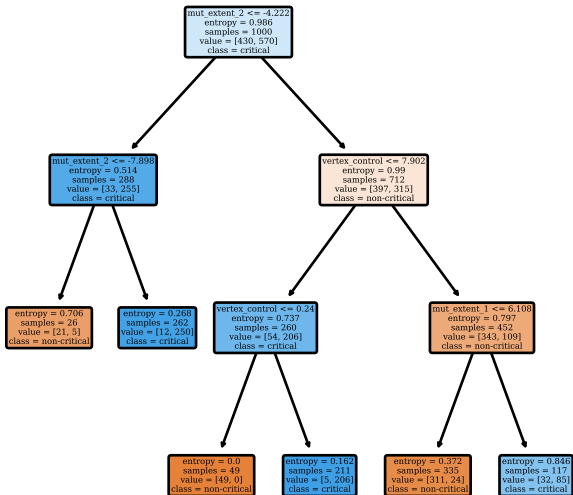 mut_extent_2 <= -4.222
entropy = 0.986
samples = 1000
value = [430, 570]
class = critical
mut_extent_2 <= -7.898
entropy = 0.514
samples = 288
value = [33, 255]
class = critical
vertex_control <= 7.902
entropy = 0.99
samples = 712
value = [397, 315]
class = non-critical
entropy = 0.706
samples = 26
value = [21, 5]
class = non-critical
entropy = 0.268
samples = 262
value = [12, 250]
class = critical
vertex_control <= 0.24
entropy = 0.737
samples = 260
value = [54, 206]
class = critical
mut_extent_1 <= 6.108
entropy = 0.797
samples = 452
value = [343, 109]
class = non-critical
entropy = 0.0
samples = 49
value = [49, 0]
class = non-critical
entropy = 0.162
samples = 211
value = [5, 206]
class = critical
entropy = 0.372
samples = 335
value = [311, 24]
class = non-critical
entropy = 0.846
samples = 117
value = [32, 85]
class = critical